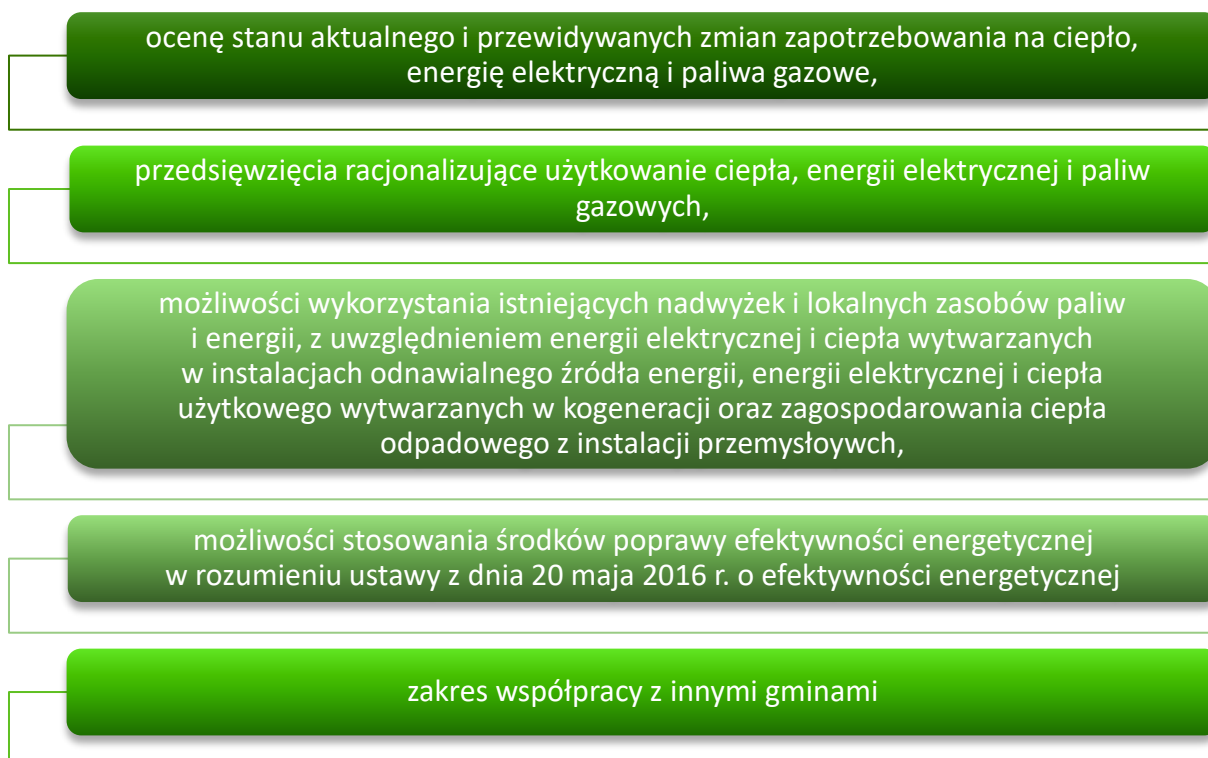 ocenę stanu aktualnego i przewidywanych zmian zapotrzebowania na ciepło,
energię elektryczną i paliwa gazowe,
przedsięwzięcia racjonalizujące użytkowanie ciepła, energii elektrycznej i paliw
gazowych,
możliwości wykorzystania istniejących nadwyżek i lokalnych zasobów paliw
i energii, z uwzględnieniem energii elektrycznej i ciepła wytwarzanych
w instalacjach odnawialnego źródła energii, energii elektrycznej i ciepła
użytkowego wytwarzanych w kogeneracji oraz zagospodarowania ciepła
odpadowego z instalacji przemysłoywch,
możliwości stosowania środków poprawy efektywności energetycznej
w rozumieniu ustawy z dnia 20 maja 2016 r. o efektywności energetycznej
zakres współpracy z innymi gminami